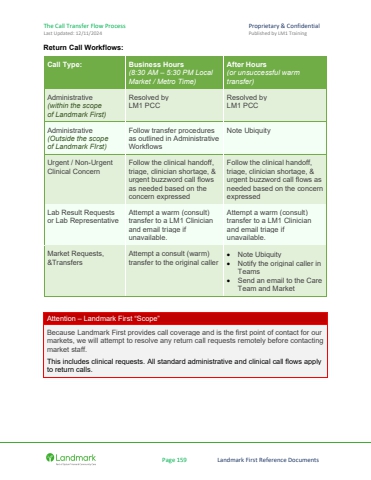 The Call Transfer Flow Process
Proprietary & Confidential
Last Updated: 12/11/2024
Published by LM1 Training
Return Call Workflows:
Call Type:
Business Hours
(8:30 AM – 5:30 PM Local
Market / Metro Time)
After Hours
(or unsuccessful warm
transfer)
Administrative
(within the scope
of Landmark First)
Resolved by
LM1 PCC
Resolved by
LM1 PCC
Administrative
(Outside the scope
of Landmark First)
Follow transfer procedures
as outlined in Administrative
Workflows
Note Ubiquity
Urgent / Non-Urgent
Clinical Concern
Follow the clinical handoff,
triage, clinician shortage, &
urgent buzzword call flows
as needed based on the
concern expressed
Follow the clinical handoff,
triage, clinician shortage, &
urgent buzzword call flows
as needed based on the
concern expressed
Lab Result Requests
or Lab Representative
Attempt a warm (consult)
transfer to a LM1 Clinician
and email triage if
unavailable.
Attempt a warm (consult)
transfer to a LM1 Clinician
and email triage if
unavailable.
Market Requests,
&Transfers
Attempt a consult (warm)
transfer to the original caller
• Note Ubiquity
• Notify the original caller in
Teams
• Send an email to the Care
Team and Market
Attention – Landmark First "Scope"
Because Landmark First provides call coverage and is the first point of contact for our
markets, we will attempt to resolve any return call requests remotely before contacting
market staff.
This includes clinical requests. All standard administrative and clinical call flows apply
to return calls.
Landmark
Page 159
Landmark First Reference Documents